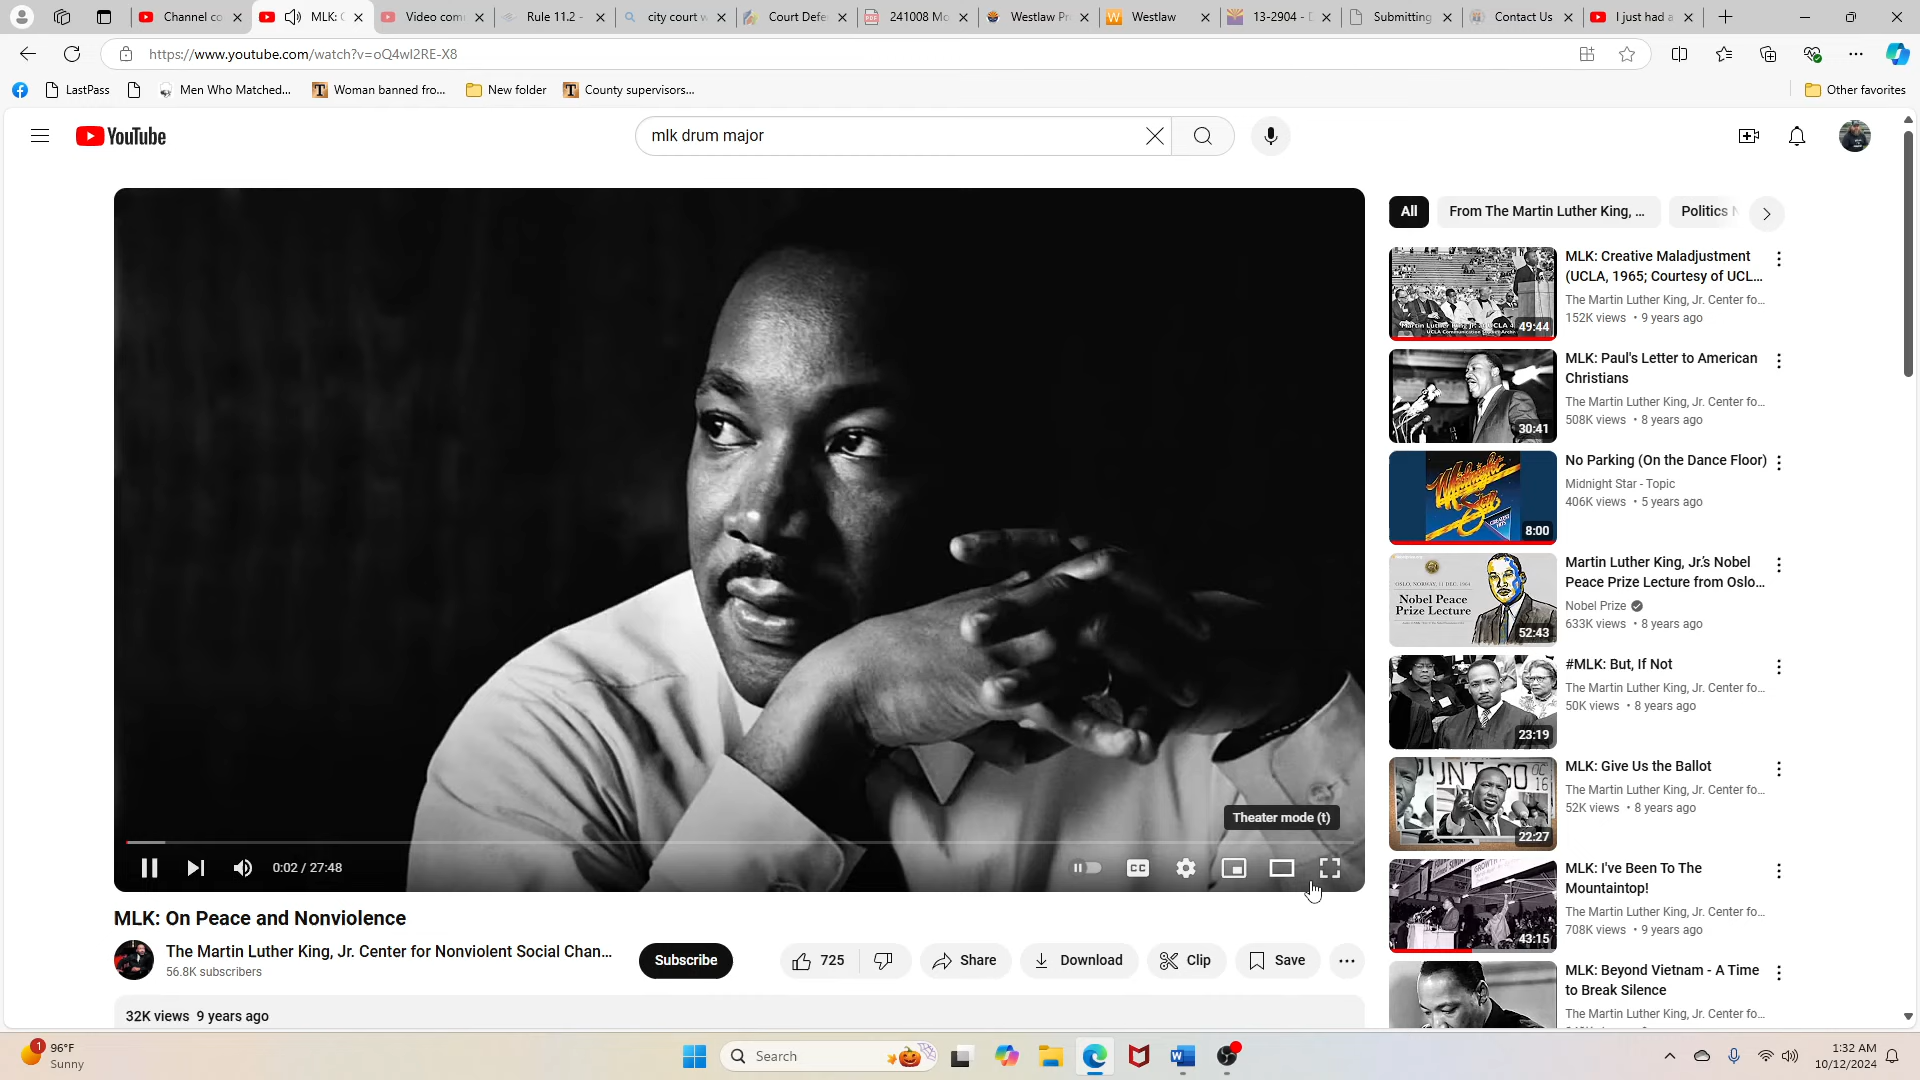 Channel co
MLK: (
Video com
Rule 11.2 -
city court w
Court Defe
241008 Mo
Westlaw Pr
Westlaw
13-2904 - D
Submitting
Contact Us
I just had a
https://www.youtube.com/watch?v=oQ4wI2RE-X8
LastPass
Men Who Matched...
Woman banned fro...
New folder
County supervisors...
Other favorites
YouTube
mlk drum major
All
From The Martin Luther King, ...
Politics
MLK: Creative Maladjustment
(UCLA, 1965; Courtesy of UCL...
The Martin Luther King, Jr. Center fo...
152K views • 9 years ago
49:44
MLK: Paul's Letter to American
Christians
The Martin Luther King, Jr. Center fo...
508K views • 8 years ago
30:41
No Parking (On the Dance Floor)
Midnight Star - Topic
406K views • 5 years ago
Midnight Star
8:00
Martin Luther King, Jr.'s Nobel
Peace Prize Lecture from Oslo...
Nobel Prize
633K views • 8 years ago
OSLO, NORWAY, 11 DEC. 1964
Nobel Peace
Prize Lecture
52:43
#MLK: But, If Not
The Martin Luther King, Jr. Center fo...
50K views • 8 years ago
23:19
MLK: Give Us the Ballot
The Martin Luther King, Jr. Center fo...
52K views • 8 years ago
22:27
MLK: I've Been To The
Mountaintop!
The Martin Luther King, Jr. Center fo...
708K views • 9 years ago
43:15
MLK: Beyond Vietnam - A Time
to Break Silence
The Martin Luther King, Jr. Center fo...
Theater mode (t)
0:02 / 27:48
CC
MLK: On Peace and Nonviolence
The Martin Luther King, Jr. Center for Nonviolent Social Chan...
56.8K subscribers
Subscribe
725
Share
Download
Clip
Save
32K views 9 years ago
1
96°F
Sunny
Search
1:32 AM
10/12/2024